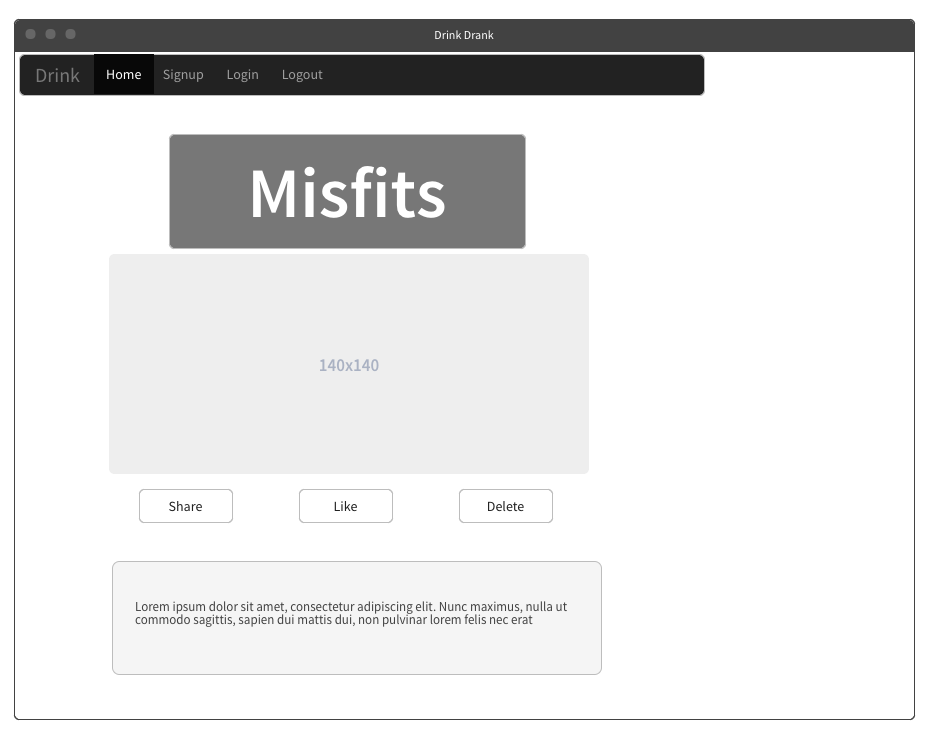 Drink Drank
Drink Home Signup Login Logout
Misfits
140x140
Share Like Delete
Lorem ipsum dolor sit amet, consectetur adipiscing elit. Nunc maximus, nulla ut
commodo sagittis, sapien dui mattis dui, non pulvinar lorem felis nec erat